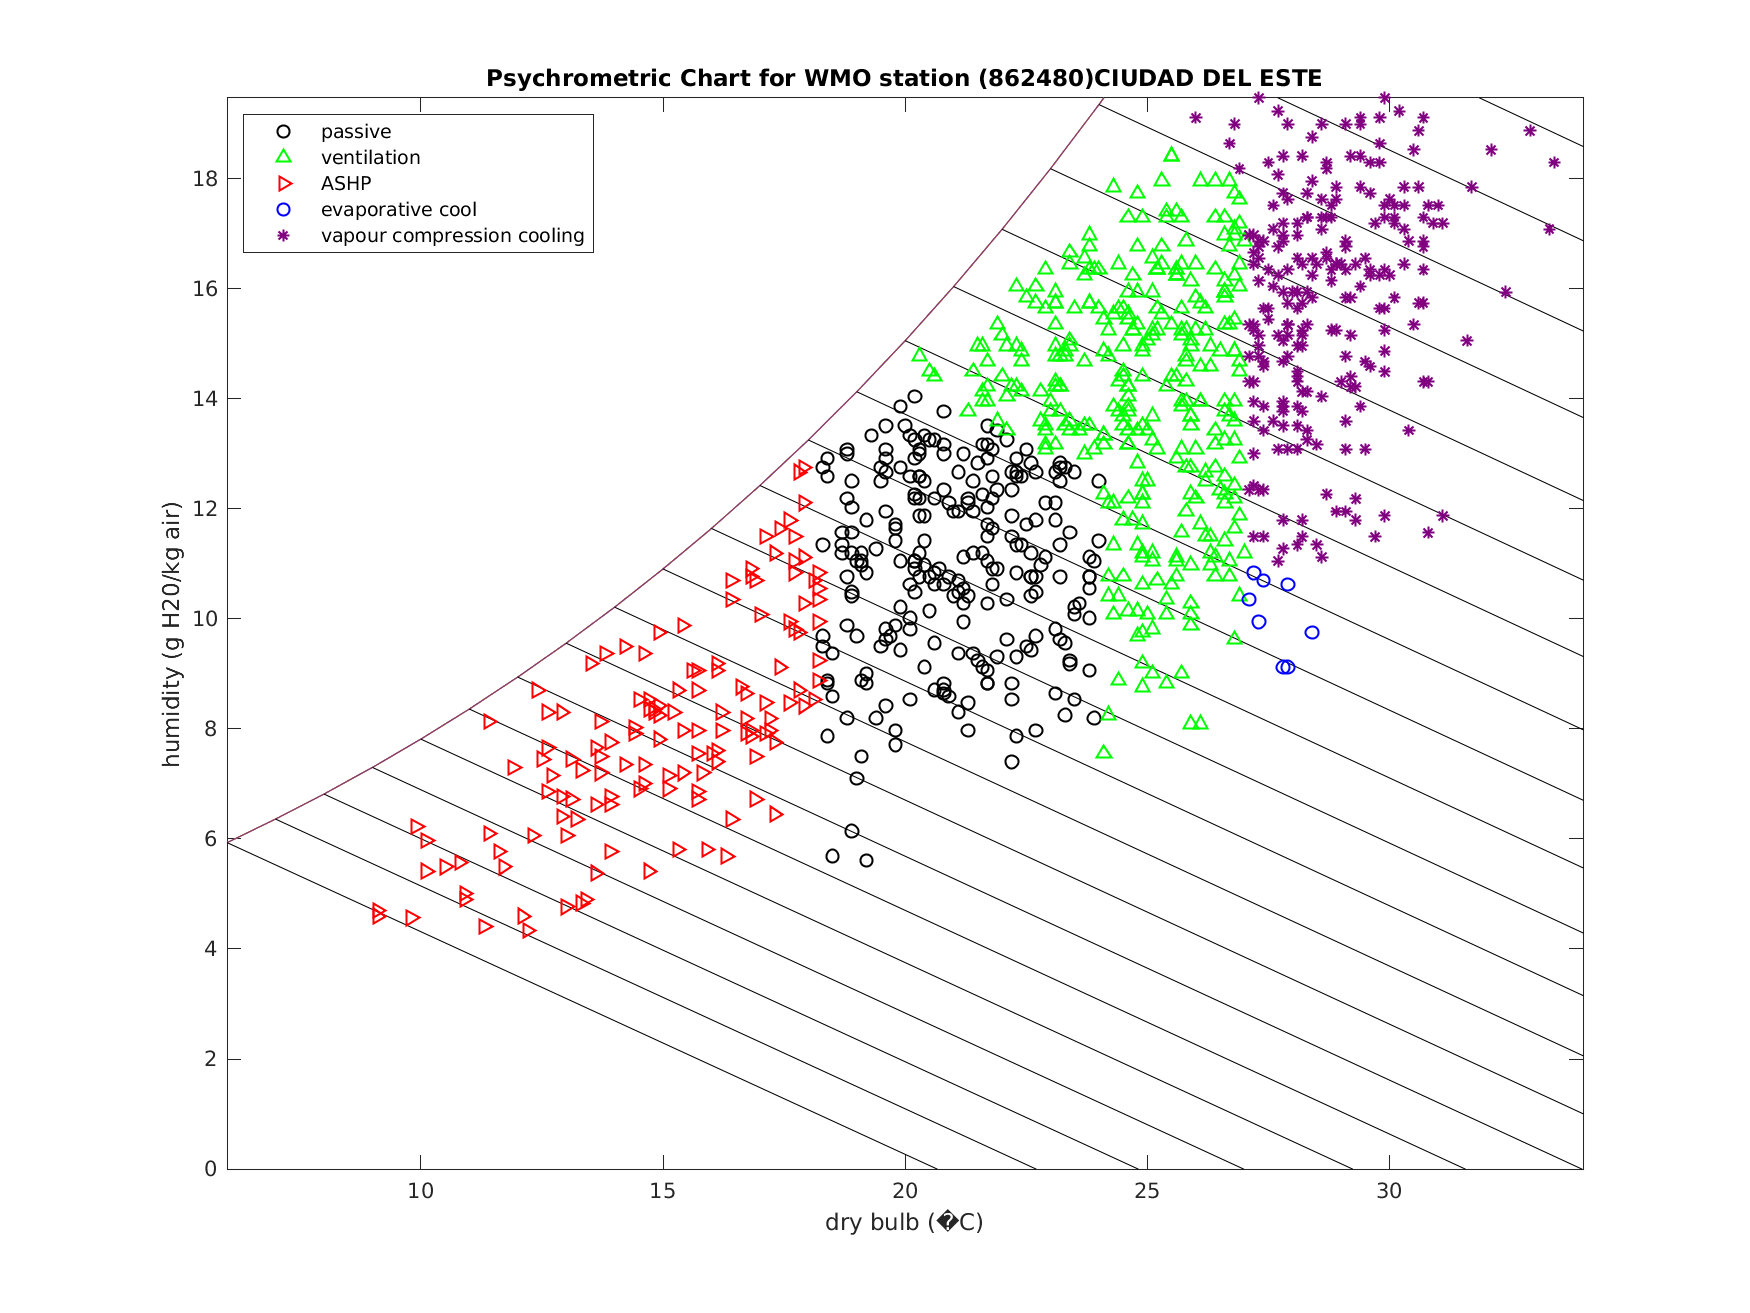 Psychrometric Chart for WMO station (862480)CIUDAD DEL ESTE
passive
ventilation
ASHP
evaporative cool
vapour compression cooling
humidity (g H20/kg air)
18
16
14
12
10
8
6
4
2
0
10 15 20 25 30
dry bulb (�C)